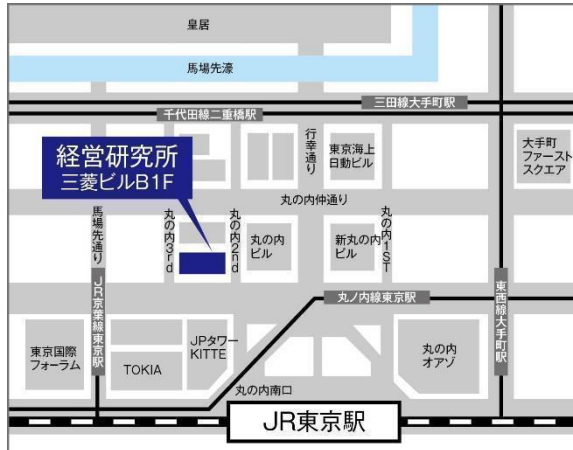 皇居
馬場先濠
三田線大手町駅
千代田線二重橋駅
経営研究所
三菱ビルB1F
行幸通り
東京海上
日動ビル
大手町
ファースト
スクエア
丸の内仲通り
馬場先通り
丸の内3rd
丸の内2nd
丸の内
ビル
新丸の内
ビル
丸の内1ST
JR京葉線東京駅
丸ノ内線東京駅
東西線大手町駅
東京国際
フォーラム
TOKIA
JPタワー
KITTE
丸の内
オアゾ
丸の内南口
JR東京駅